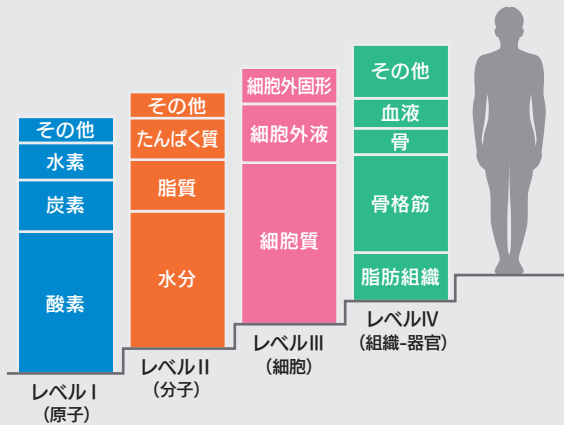 その他
水素
炭素
酸素
レベルⅠ
(原子)
その他
たんぱく質
脂質
水分
レベルⅡ
(分子)
細胞外固形
細胞外液
細胞質
レベルⅢ
(細胞)
その他
血液
骨
骨格筋
脂肪組織
レベルⅣ
(組織-器官)